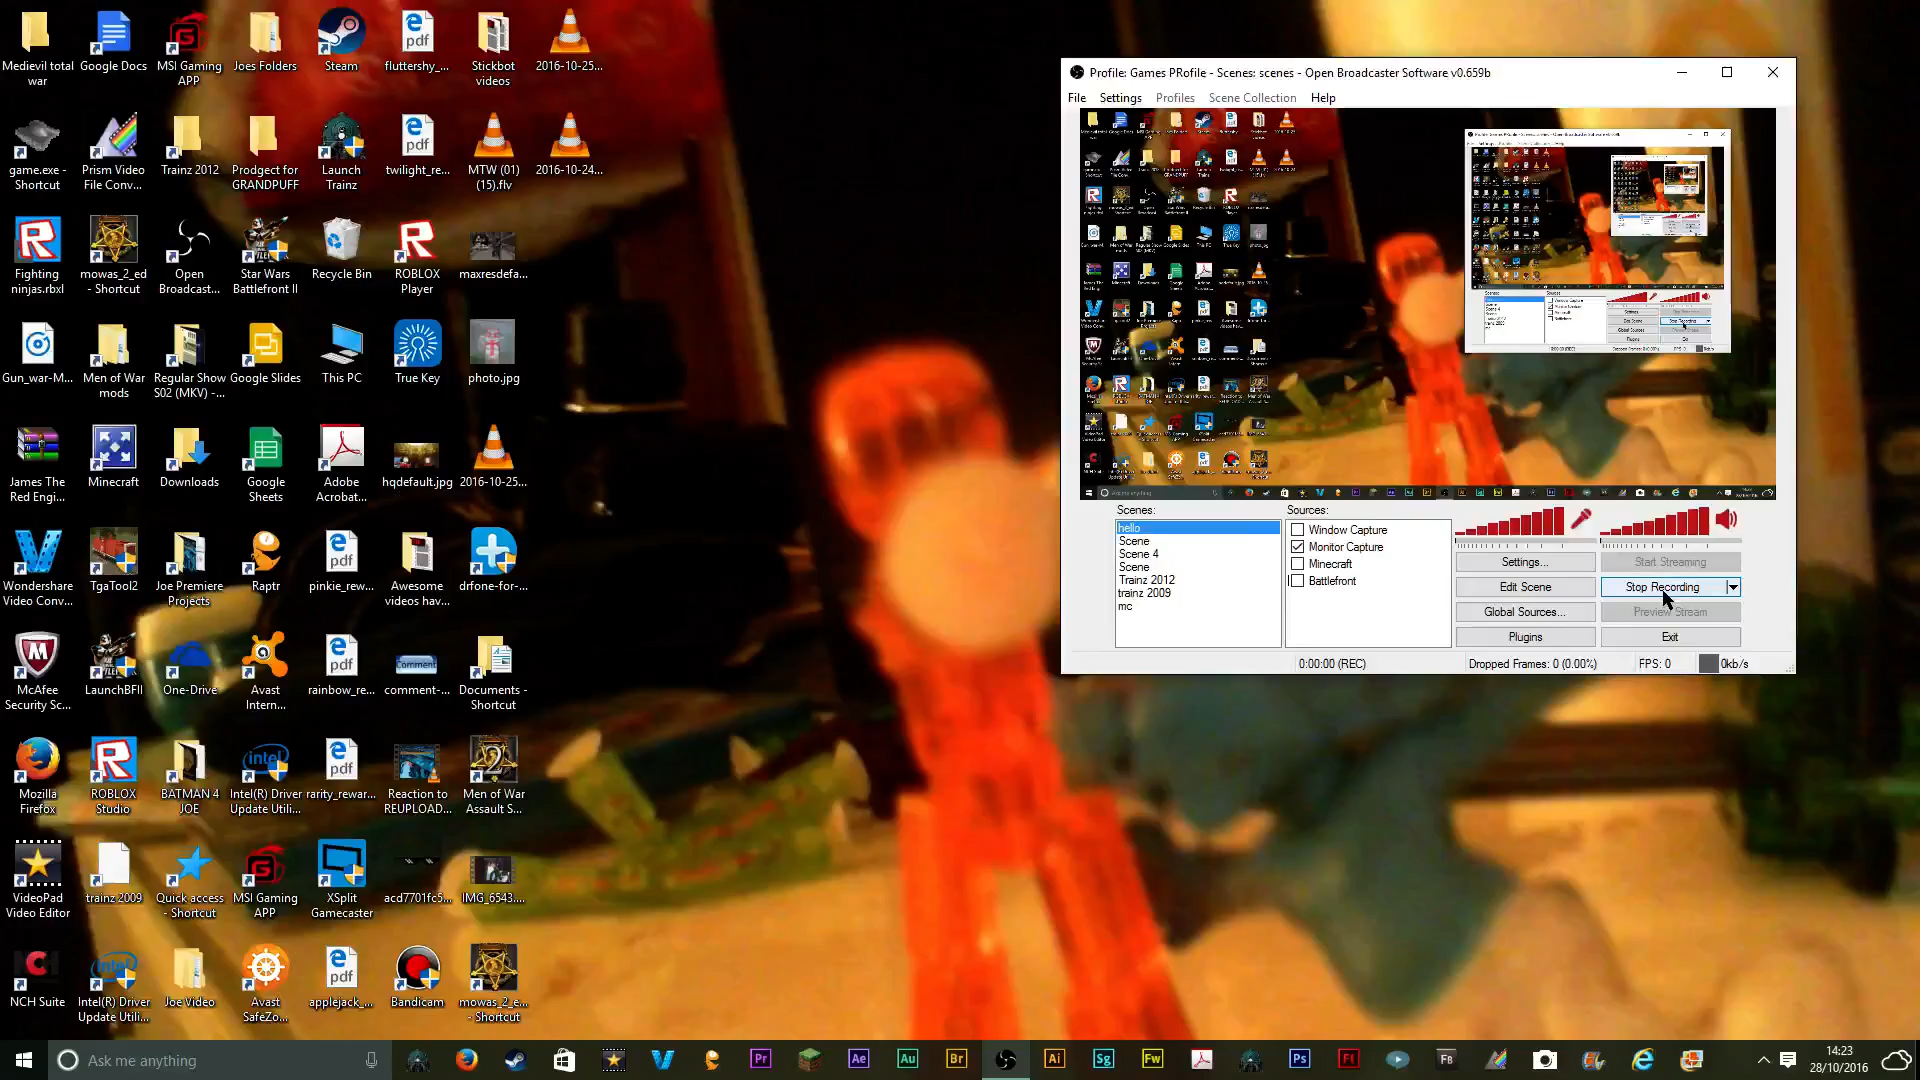 Medievil total
war
Google Docs
MSI Gaming
APP
Joes Folders
Steam
fluttershy_...
Stickbot
videos
2016-10-25...
game.exe -
Shortcut
Prism Video
File Conv...
Trainz 2012
Prodgect for
GRANDPUFF
Launch
Trainz
twilight_re...
MTW (01)
(15).flv
2016-10-24...
Fighting
ninjas.rbxl
mowas_2_ed
- Shortcut
Open
Broadcast...
Star Wars
Battlefront II
Recycle Bin
ROBLOX
Player
maxresdefa...
Gun_war-M...
Men of War
mods
Regular Show
S02 (MKV) -...
Google Slides
This PC
True Key
photo.jpg
James The
Red Engi...
Minecraft
Downloads
Google
Sheets
Adobe
Acrobat...
hqdefault.jpg
2016-10-25...
Wondershare
Video Conv...
TgaTool2
Joe Premiere
Projects
Raptr
pinkie_rew...
Awesome
videos hav...
drfone-for-...
McAfee
Security Sc...
LaunchBFII
One-Drive
Avast
Intern...
rainbow_re...
comment-...
Documents -
Shortcut
Mozilla
Firefox
ROBLOX
Studio
BATMAN 4
JOE
Intel(R) Driver
Update Utili...
rarity_rewar...
Reaction to
REUPLOAD...
Men of War
Assault S...
VideoPad
Video Editor
trainz 2009
Quick access
- Shortcut
MSI Gaming
APP
XSplit
Gamecaster
acd7701fc5...
IMG_6543....
NCH Suite
Intel(R) Driver
Update Utili...
Joe Video
Avast
SafeZo...
applejack_...
Bandicam
mowas_2_e...
- Shortcut
Profile: Games PRofile - Scenes: scenes - Open Broadcaster Software v0.659b
File Settings Profiles Scene Collection Help
Scenes:
hello
Scene
Scene 4
Scene
Trainz 2012
trainz 2009
mc
Sources:
Window Capture
Monitor Capture
Minecraft
Battlefront
Settings...
Start Streaming
Edit Scene
Stop Recording
Global Sources...
Preview Stream
Plugins
Exit
0:00:00 (REC)
Dropped Frames: 0 (0.00%)
FPS: 0
0kb/s
Ask me anything
14:23
28/10/2016